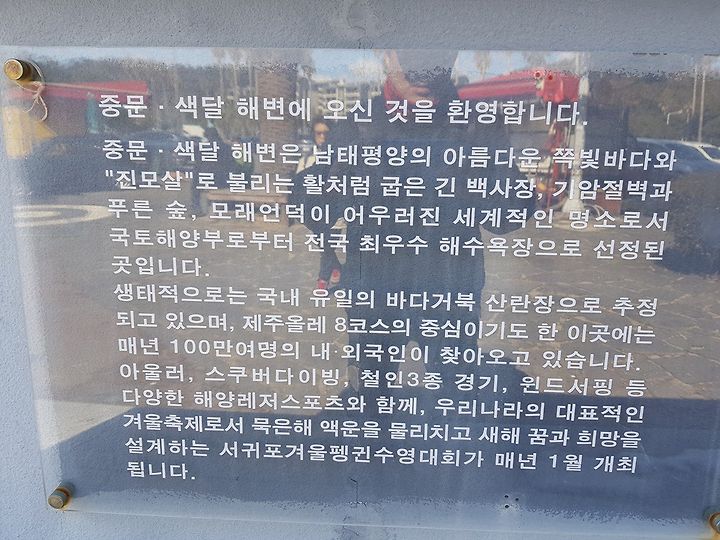 중문 · 색달 해변에 오신 것을 환영합니다.
중문 · 색달 해변은 남태평양의 아름다운 쪽빛바다와
"진모살"로 불리는 활처럼 굽은 긴 백사장, 기암절벽과
푸른 숲, 모래언덕이 어우러진 세계적인 명소로서
국토해양부로부터 전국 최우수 해수욕장으로 선정된
곳입니다.
생태적으로는 국내 유일의 바다거북 산란장으로 추정
되고 있으며, 제주올레 8코스의 중심이기도 한 이곳에는
매년 100만여명의 내·외국인이 찾아오고 있습니다.
아울러, 스쿠버다이빙, 철인3종 경기, 윈드서핑 등
다양한 해양레저스포츠와 함께, 우리나라의 대표적인
겨울축제로서 묵은해 액운을 물리치고 새해 꿈과 희망을
설계하는 서귀포겨울펭귄수영대회가 매년 1월 개최
됩니다.